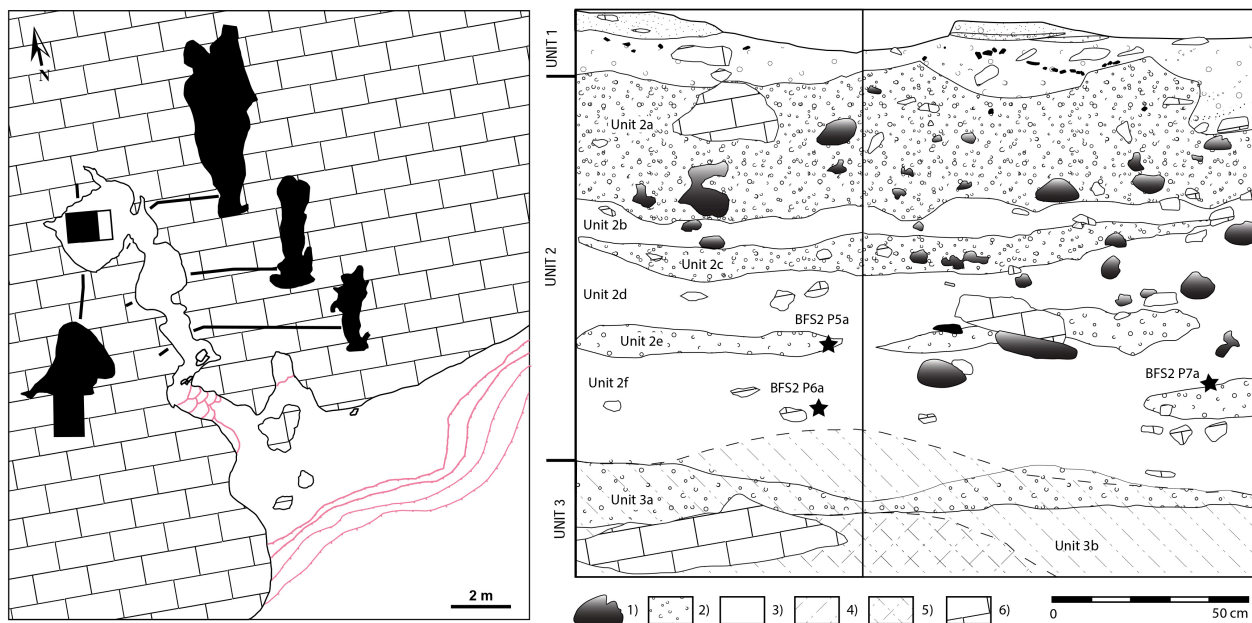 N
2 m
UNIT 1
UNIT 2
UNIT 3
Unit 2a
Unit 2b
Unit 2c
Unit 2d
BFS2 P5a
Unit 2e
BFS2 P6a
BFS2 P7a
Unit 2f
Unit 3a
Unit 3b
1) 2) 3) 4) 5) 6)
0 50 cm